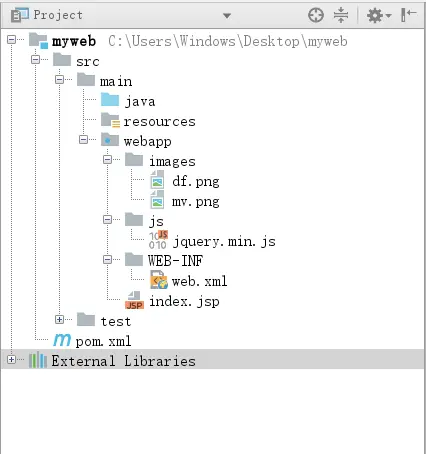 Project
myweb C:\Users\Windows\Desktop\myweb
src
main
java
resources
webapp
images
df.png
mv.png
js
jquery.min.js
WEB-INF
web.xml
JSP index.jsp
test
m pom.xml
External Libraries